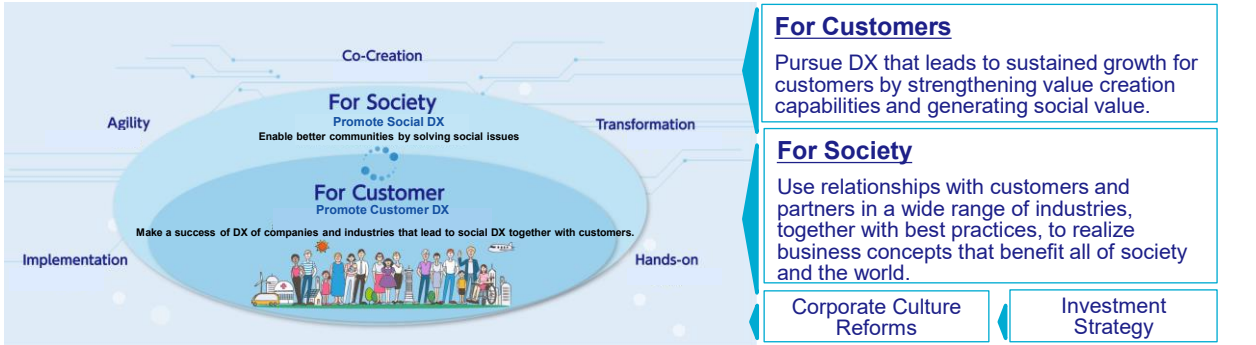 Co-Creation
For Society
Promote Social DX
Enable better communities by solving social issues
Agility
Transformation
For Customer
Promote Customer DX
Make a success of DX of companies and industries that lead to social DX together with customers.
Implementation
Hands-on
For Customers
Pursue DX that leads to sustained growth for
customers by strengthening value creation
capabilities and generating social value.
For Society
Use relationships with customers and
partners in a wide range of industries,
together with best practices, to realize
business concepts that benefit all of society
and the world.
Corporate Culture
Reforms
Investment
Strategy